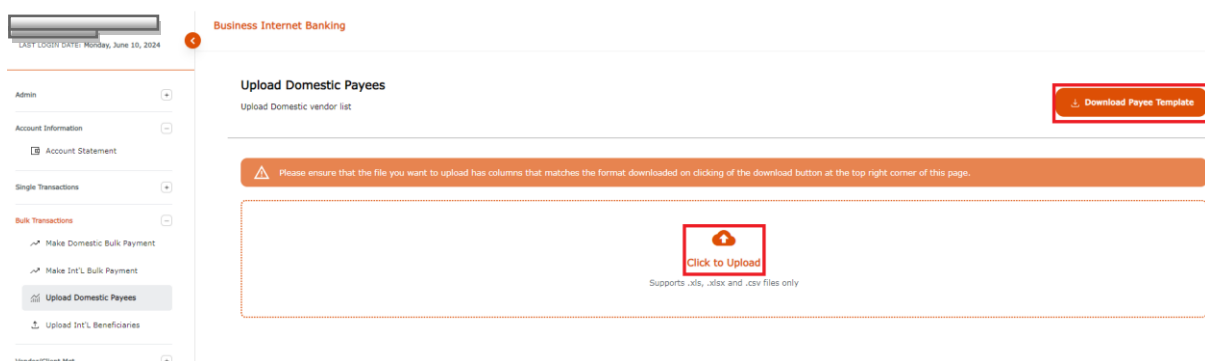 Business Internet Banking
LAST LOGIN DATE: Monday, June 10, 2024
Upload Domestic Payees
Upload Domestic vendor list
Download Payee Template
Admin
Account Information
Account Statement
Single Transactions
Bulk Transactions
Make Domestic Bulk Payment
Make Int'L Bulk Payment
Upload Domestic Payees
Upload Int'L Beneficiaries
Please ensure that the file you want to upload has columns that matches the format downloaded on clicking of the download button at the top right corner of this page.
Click to Upload
Supports .xls, .xlsx and .csv files only